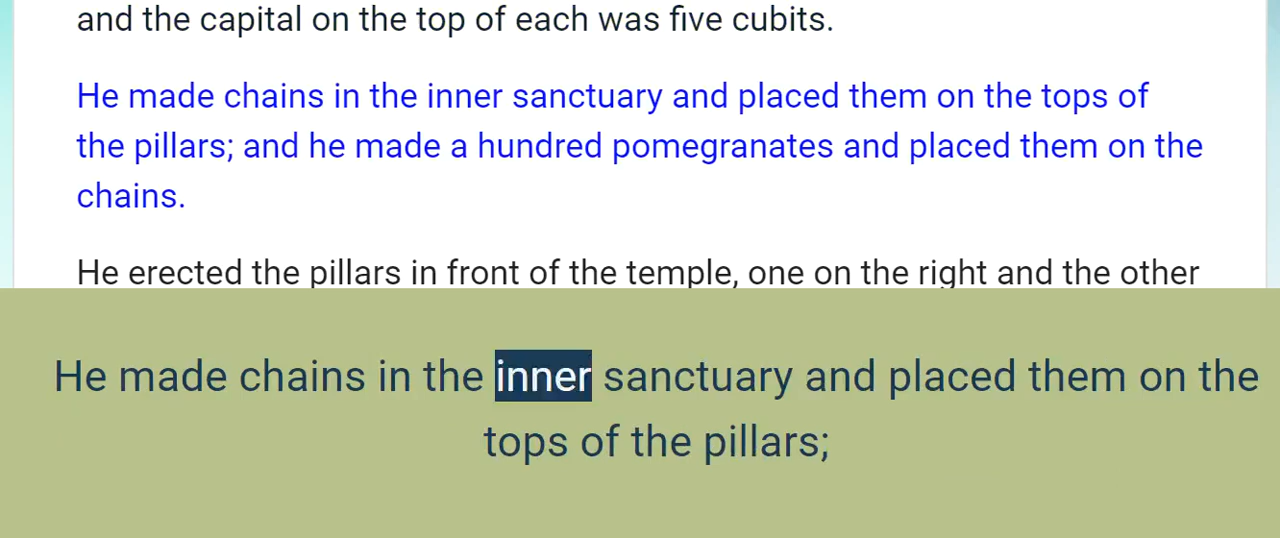 and the capital on the top of each was five cubits.
He made chains in the inner sanctuary and placed them on the tops of
the pillars; and he made a hundred pomegranates and placed them on the
chains.
He erected the pillars in front of the temple, one on the right and the other
He made chains in the inner sanctuary and placed them on the
tops of the pillars;